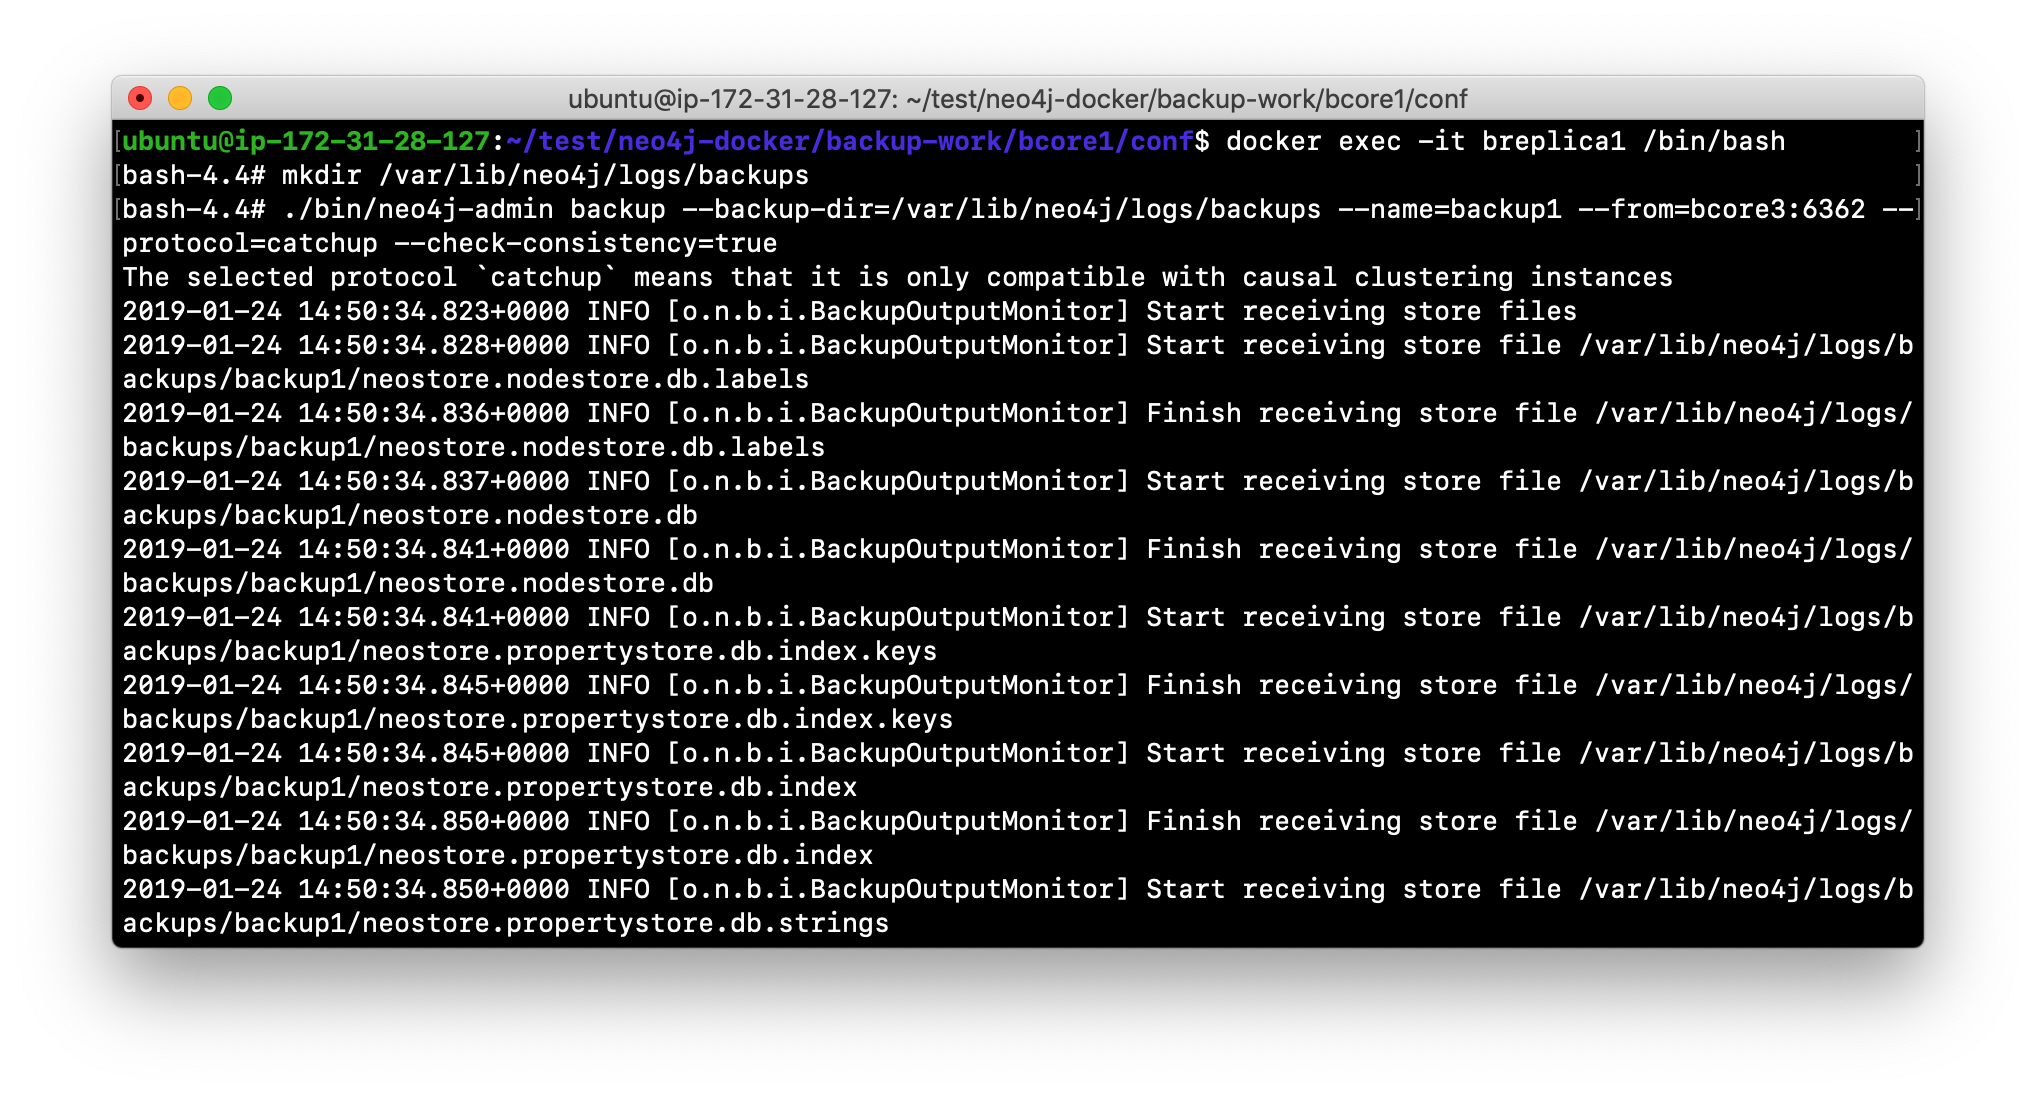 ubuntu@ip-172-31-28-127: ~/test/neo4j-docker/backup-work/bcore1/conf
[ubuntu@ip-172-31-28-127:~/test/neo4j-docker/backup-work/bcore1/conf$ docker exec -it breplica1 /bin/bash ]
[bash-4.4# mkdir /var/lib/neo4j/logs/backups ]
[bash-4.4# ./bin/neo4j-admin backup --backup-dir=/var/lib/neo4j/logs/backups --name=backup1 --from=bcore3:6362 --]
protocol=catchup --check-consistency=true
The selected protocol `catchup` means that it is only compatible with causal clustering instances
2019-01-24 14:50:34.823+0000 INFO [o.n.b.i.BackupOutputMonitor] Start receiving store files
2019-01-24 14:50:34.828+0000 INFO [o.n.b.i.BackupOutputMonitor] Start receiving store file /var/lib/neo4j/logs/b
ackups/backup1/neostore.nodestore.db.labels
2019-01-24 14:50:34.836+0000 INFO [o.n.b.i.BackupOutputMonitor] Finish receiving store file /var/lib/neo4j/logs/
backups/backup1/neostore.nodestore.db.labels
2019-01-24 14:50:34.837+0000 INFO [o.n.b.i.BackupOutputMonitor] Start receiving store file /var/lib/neo4j/logs/b
ackups/backup1/neostore.nodestore.db
2019-01-24 14:50:34.841+0000 INFO [o.n.b.i.BackupOutputMonitor] Finish receiving store file /var/lib/neo4j/logs/
backups/backup1/neostore.nodestore.db
2019-01-24 14:50:34.841+0000 INFO [o.n.b.i.BackupOutputMonitor] Start receiving store file /var/lib/neo4j/logs/b
ackups/backup1/neostore.propertystore.db.index.keys
2019-01-24 14:50:34.845+0000 INFO [o.n.b.i.BackupOutputMonitor] Finish receiving store file /var/lib/neo4j/logs/
backups/backup1/neostore.propertystore.db.index.keys
2019-01-24 14:50:34.845+0000 INFO [o.n.b.i.BackupOutputMonitor] Start receiving store file /var/lib/neo4j/logs/b
ackups/backup1/neostore.propertystore.db.index
2019-01-24 14:50:34.850+0000 INFO [o.n.b.i.BackupOutputMonitor] Finish receiving store file /var/lib/neo4j/logs/
backups/backup1/neostore.propertystore.db.index
2019-01-24 14:50:34.850+0000 INFO [o.n.b.i.BackupOutputMonitor] Start receiving store file /var/lib/neo4j/logs/b
ackups/backup1/neostore.propertystore.db.strings